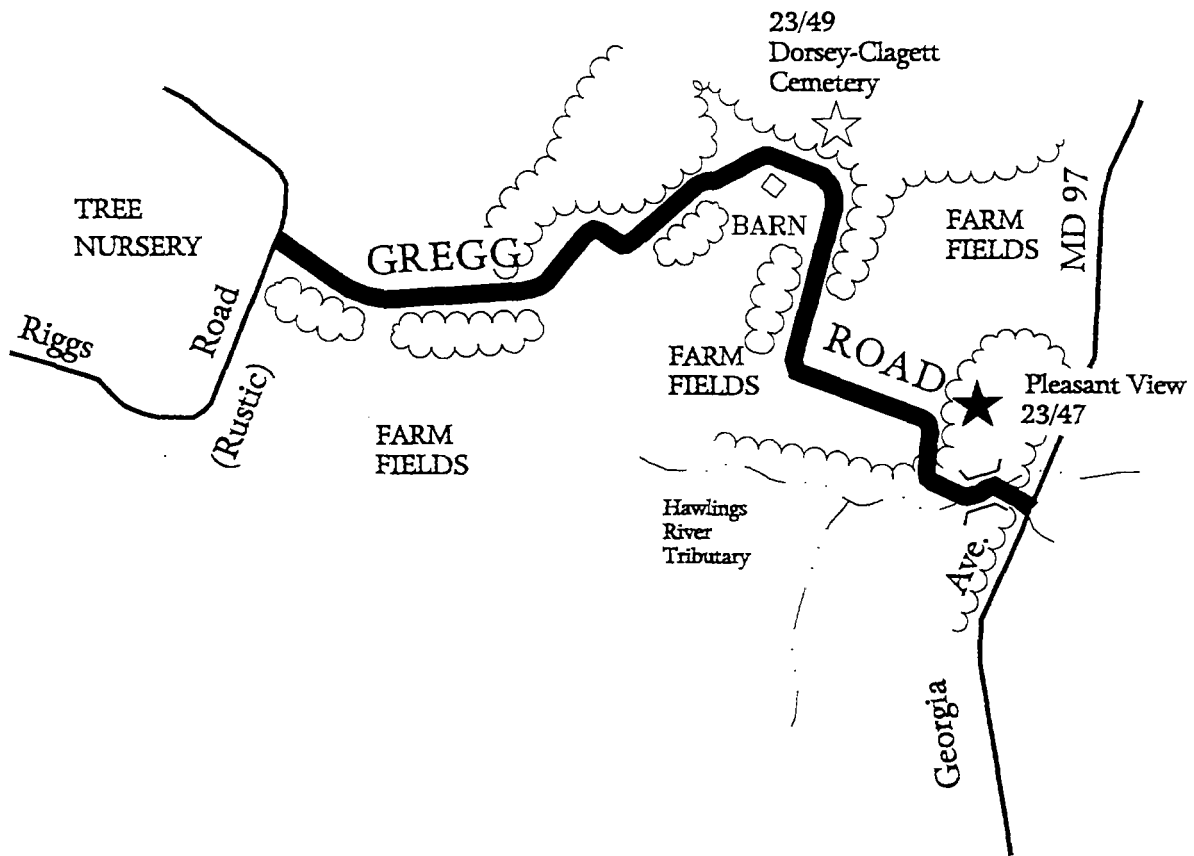 23/49
Dorsey-Clagett
Cemetery
TREE
NURSERY
GREGG
BARN
FARM
FIELDS
MD 97
Riggs
Road
(Rustic)
FARM
FIELDS
ROAD
Pleasant View
23/47
FARM
FIELDS
Hawlings
River
Tributary
Georgia
Ave.